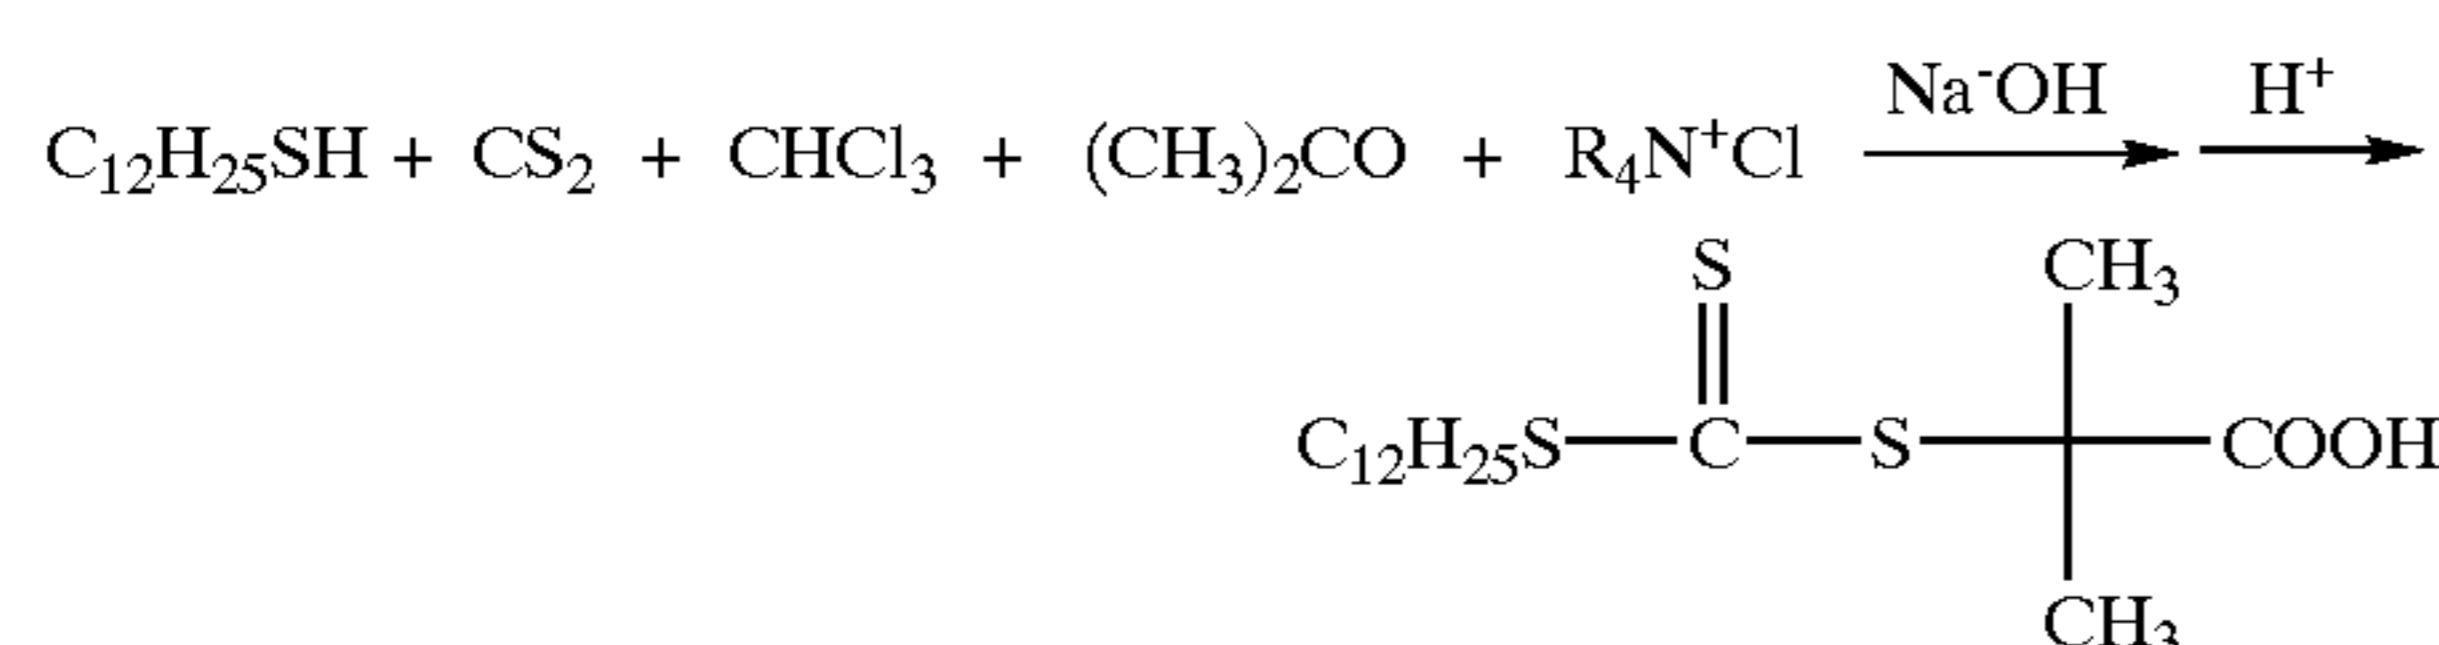 Na⁻OH H⁺
C₁₂H₂₅SH + CS₂ + CHCl₃ + (CH₃)₂CO + R₄N⁺Cl
S CH₃
C₁₂H₂₅S C S COOH
CH₃